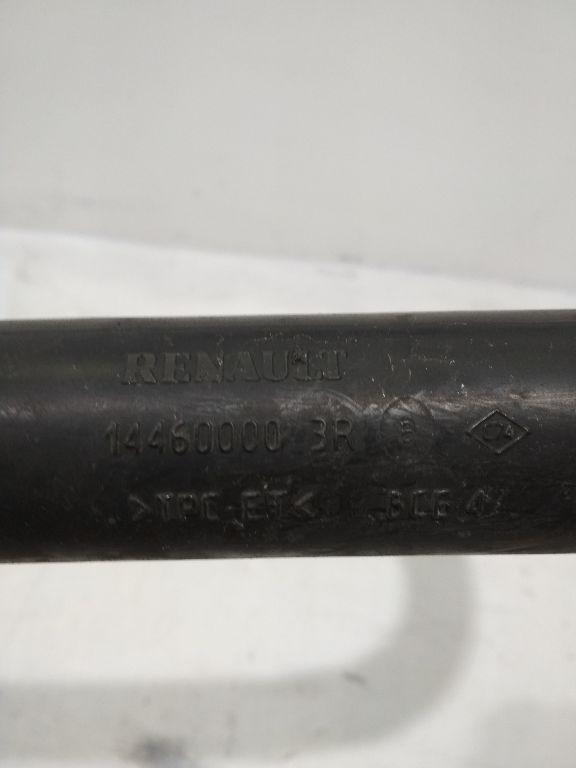 RENAULT
14460000 3R B
>TPC-ET<